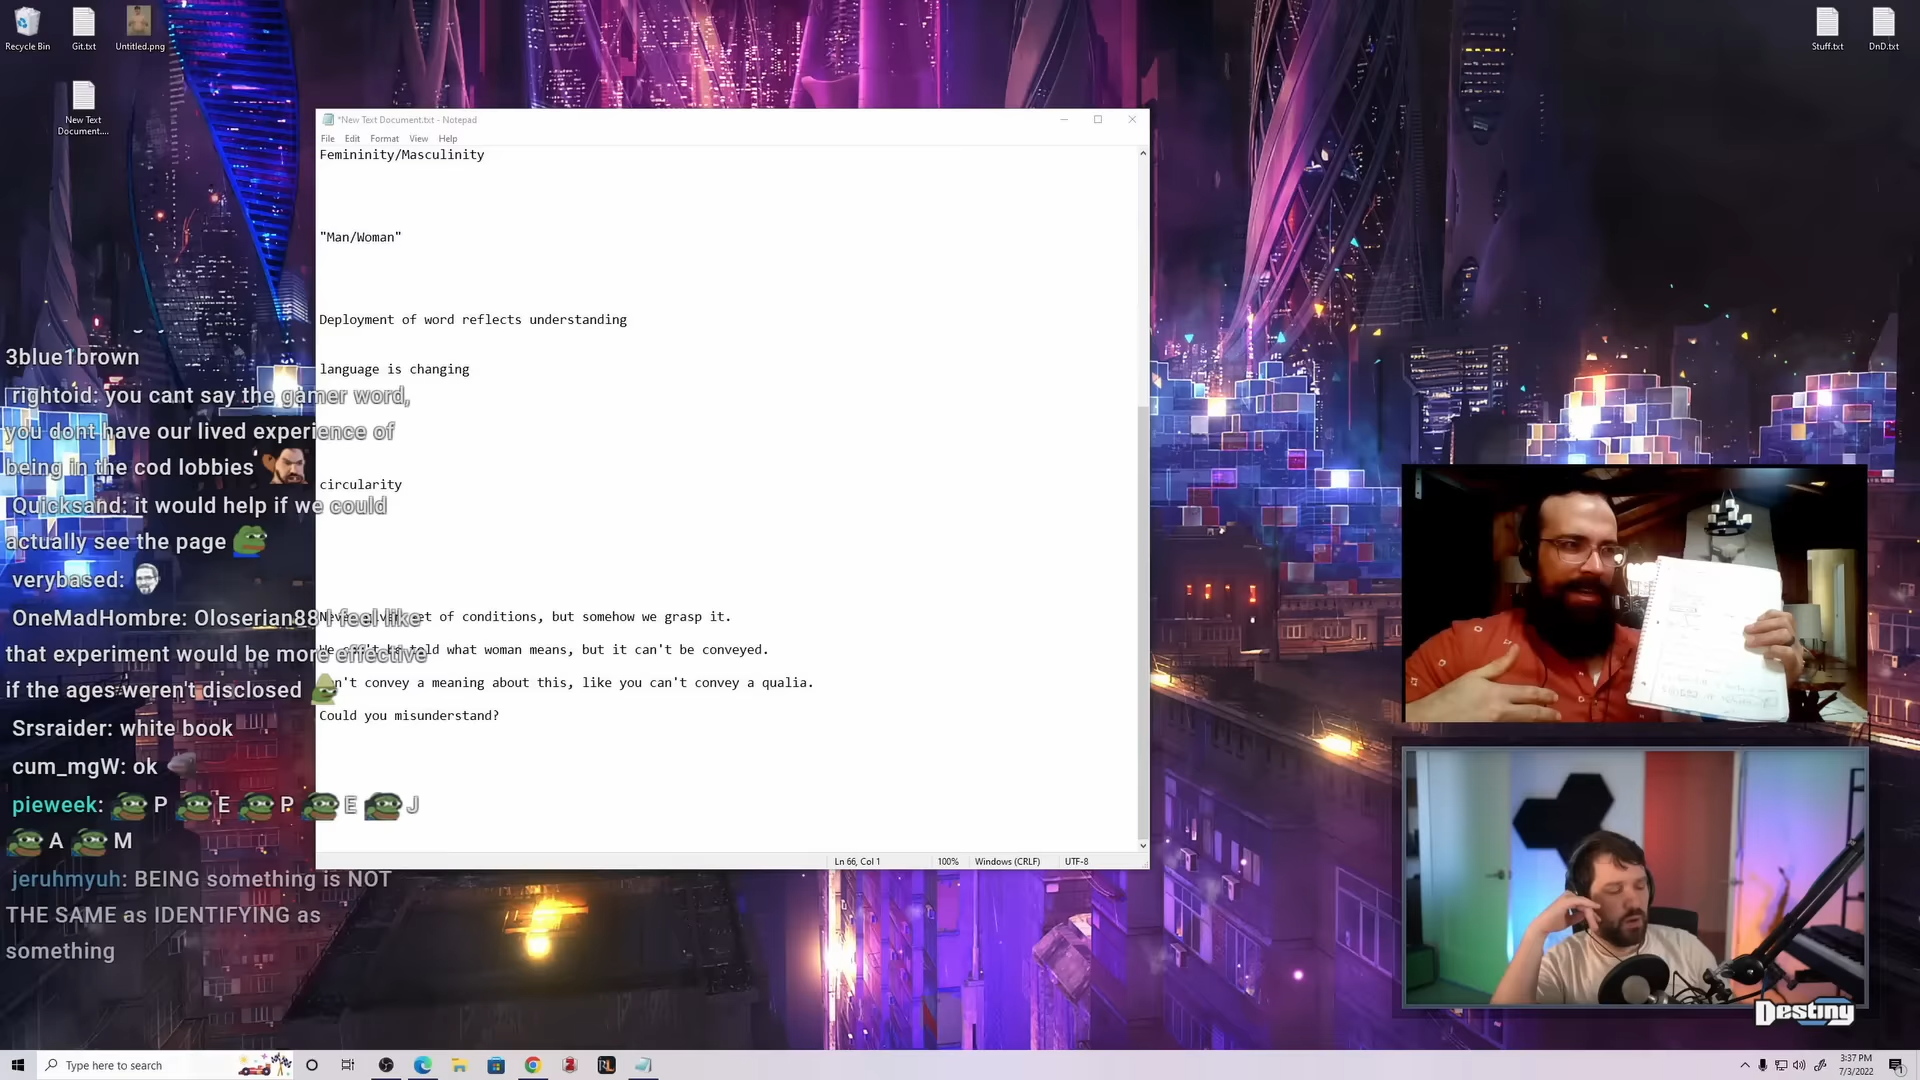 Recycle Bin
Git.txt
Untitled.png
New Text
Document....
Stuff.txt
DnD.txt
*New Text Document.txt - Notepad
File Edit Format View Help
Femininity/Masculinity
"Man/Woman"
Deployment of word reflects understanding
language is changing
circularity
of conditions, but somehow we grasp it.
told what woman means, but it can't be conveyed.
convey a meaning about this, like you can't convey a qualia.
Could you misunderstand?
Ln 66, Col 1
100%
Windows (CRLF)
UTF-8
3blue1brown
rightoid: you cant say the gamer word,
you dont have our lived experience of
being in the cod lobbies
Quicksand: it would help if we could
actually see the page
verybased:
OneMadHombre: Oloserian88 I feel like
that experiment would be more effective
if the ages weren't disclosed
Srsraider: white book
cum_mgW: ok
pieweek: P E P E J
A M
jeruhmyuh: BEING something is NOT
THE SAME as IDENTIFYING as
something
Destiny
Type here to search
3:37 PM
7/3/2022